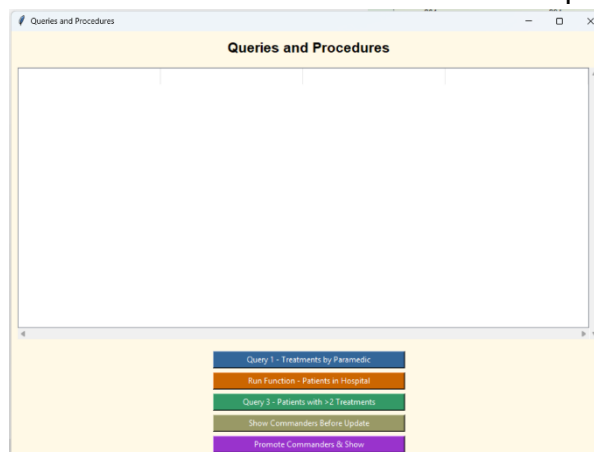 Queries and Procedures
Queries and Procedures
Query 1 - Treatments by Paramedic
Run Function - Patients in Hospital
Query 3 - Patients with >2 Treatments
Show Commanders Before Update
Promote Commanders & Show